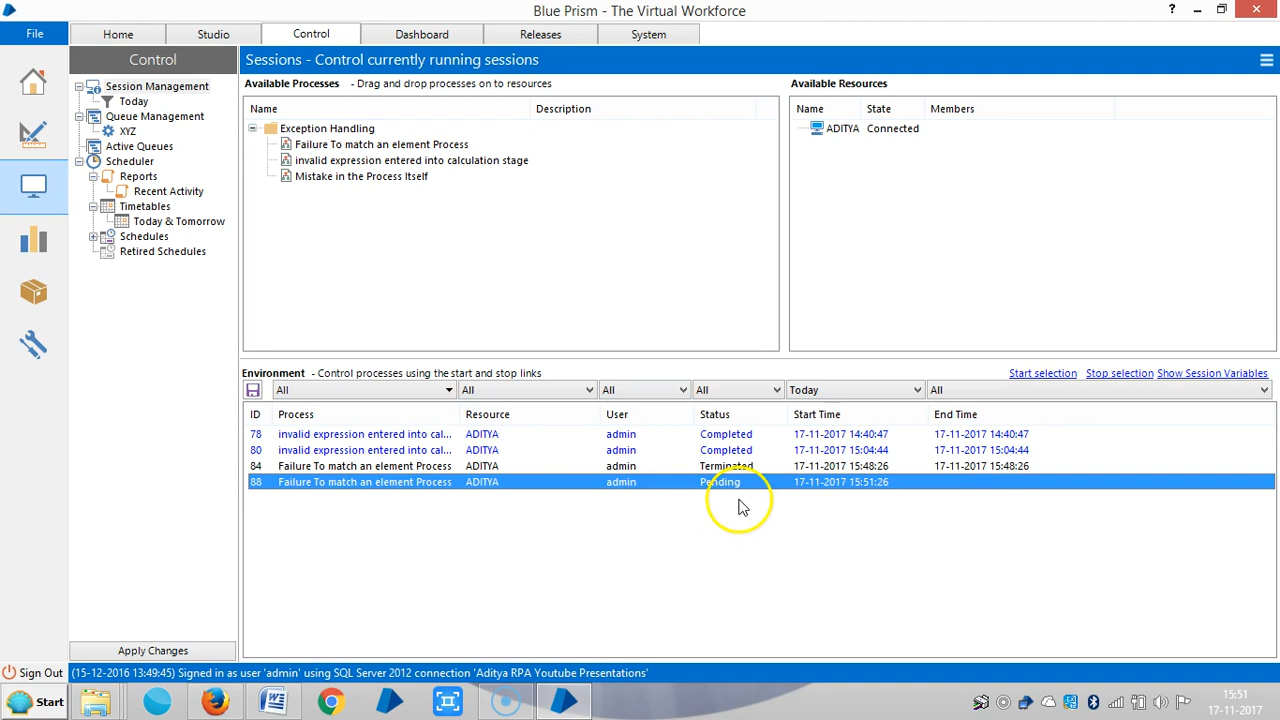 Blue Prism - The Virtual Workforce
?
File
Home
Studio
Control
Dashboard
Releases
System
Control
Sessions - Control currently running sessions
Session Management
Today
Queue Management
XYZ
Active Queues
Scheduler
Reports
Recent Activity
Timetables
Today & Tomorrow
Schedules
Retired Schedules
Apply Changes
Available Processes - Drag and drop processes on to resources
Name Description
Exception Handling
Failure To match an element Process
invalid expression entered into calculation stage
Mistake in the Process Itself
Available Resources
Name State Members
ADITYA Connected
Environment - Control processes using the start and stop links
Start selection Stop selection Show Session Variables
All All All All Today All
ID Process Resource User Status Start Time End Time
78 invalid expression entered into cal... ADITYA admin Completed 17-11-2017 14:40:47 17-11-2017 14:40:47
80 invalid expression entered into cal... ADITYA admin Completed 17-11-2017 15:04:44 17-11-2017 15:04:44
84 Failure To match an element Process ADITYA admin Terminated 17-11-2017 15:48:26 17-11-2017 15:48:26
88 Failure To match an element Process ADITYA admin Pending 17-11-2017 15:51:26
Sign Out
(15-12-2016 13:49:45) Signed in as user 'admin' using SQL Server 2012 connection 'Aditya RPA Youtube Presentations'
Start
15:51
17-11-2017